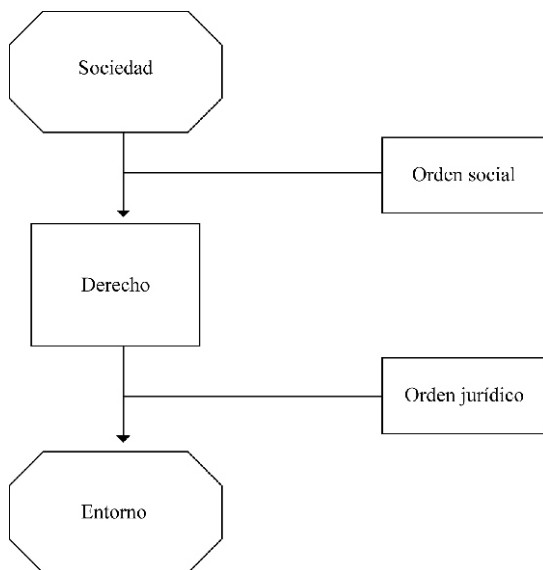 Sociedad
Orden social
Derecho
Orden jurídico
Entorno